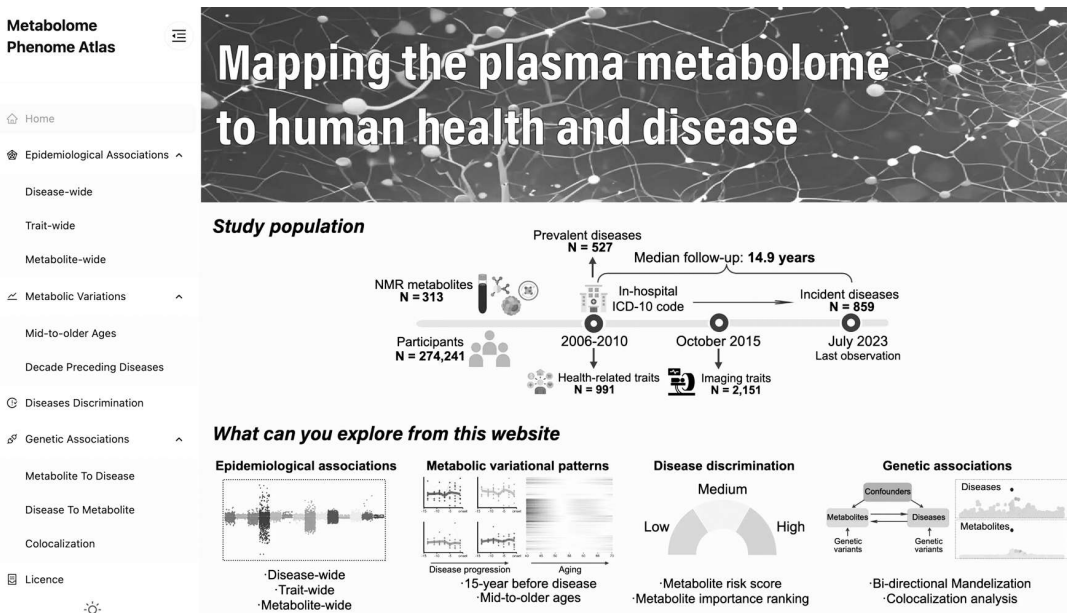 Metabolome
Phenome Atlas
Home
Epidemiological Associations
Disease-wide
Trait-wide
Metabolite-wide
Metabolic Variations
Mid-to-older Ages
Decade Preceding Diseases
Diseases Discrimination
Genetic Associations
Metabolite To Disease
Disease To Metabolite
Colocalization
Licence
Mapping the plasma metabolome
to human health and disease
Study population
Prevalent diseases
N = 527
Median follow-up: 14.9 years
NMR metabolites
N = 313
In-hospital
ICD-10 code
Incident diseases
N = 859
Participants
N = 274,241
2006-2010
October 2015
July 2023
Last observation
Health-related traits
N = 991
Imaging traits
N = 2,151
What can you explore from this website
Epidemiological associations
·Disease-wide
·Trait-wide
·Metabolite-wide
Metabolic variational patterns
Disease progression
Aging
·15-year before disease
·Mid-to-older ages
Disease discrimination
Low
Medium
High
·Metabolite risk score
·Metabolite importance ranking
Genetic associations
Confounders
Metabolites
Diseases
Genetic
variants
Genetic
variants
Diseases
Metabolites
·Bi-directional Mandelization
·Colocalization analysis